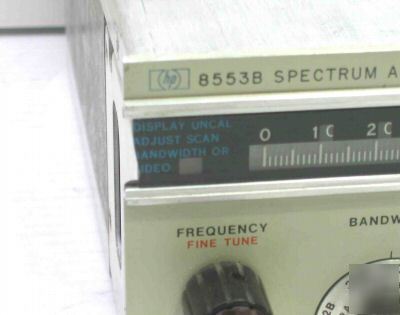 hp 8553B SPECTRUM A
DISPLAY UNCAL
ADJUST SCAN
BANDWIDTH OR
VIDEO
0 10 20
FREQUENCY
FINE TUNE
BANDW